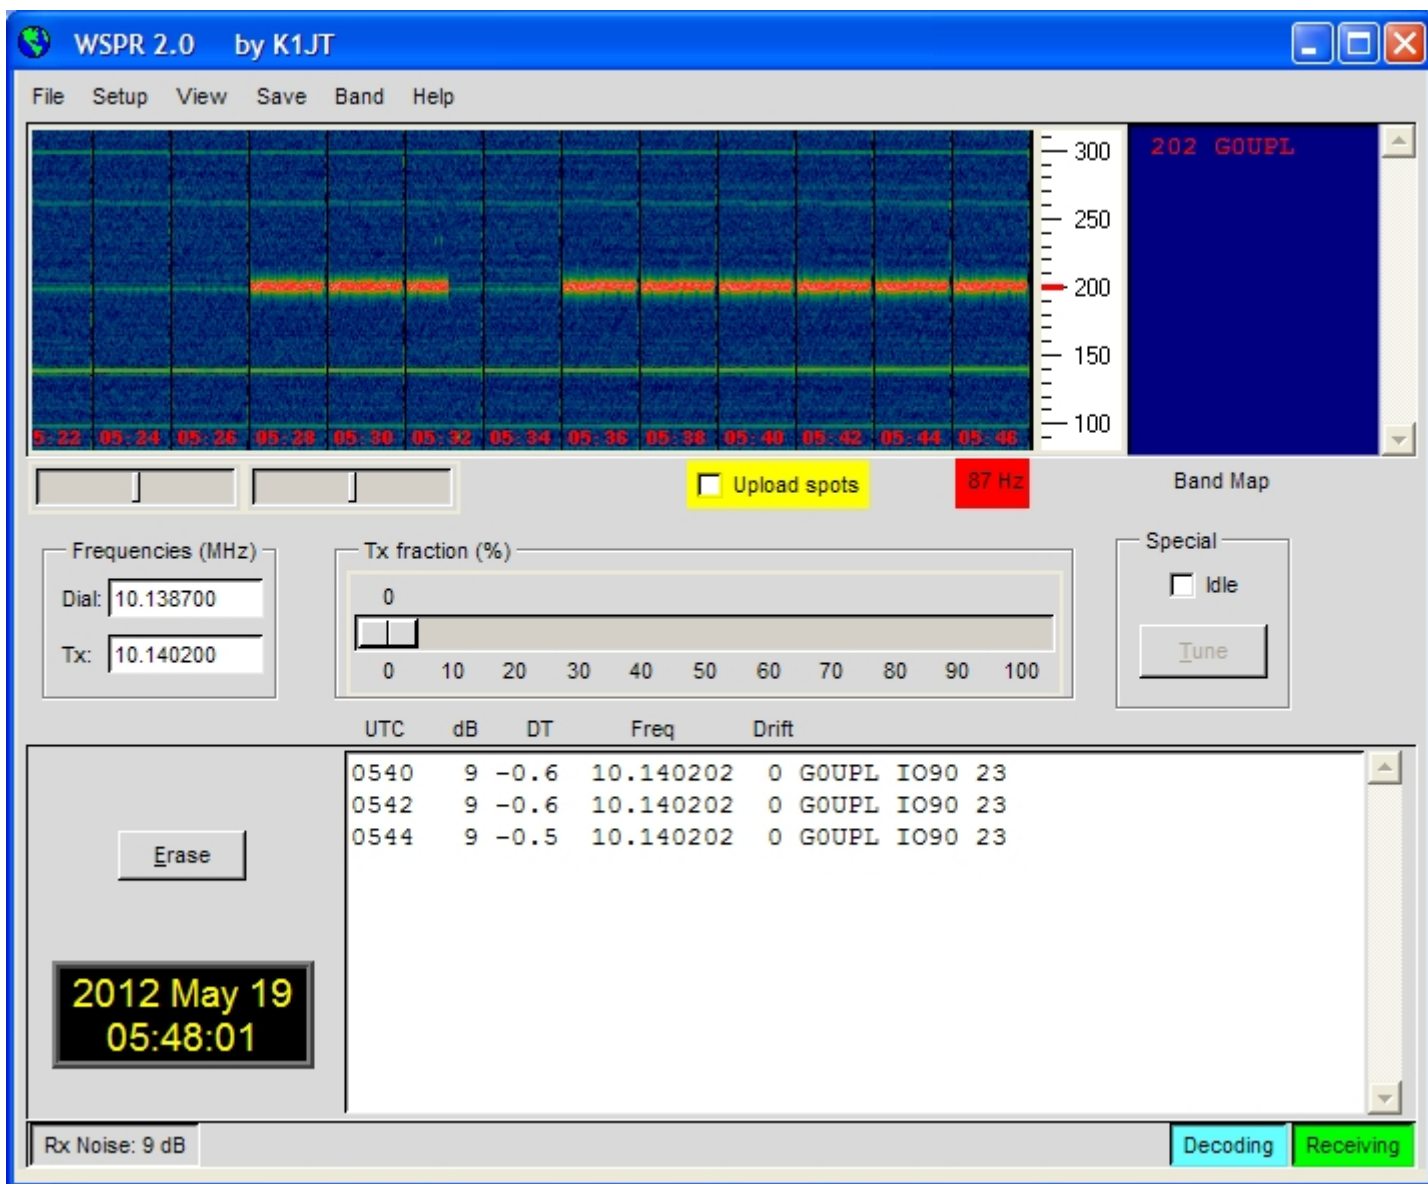 WSPR 2.0 by K1JT
File Setup View Save Band Help
300
250
200
150
100
202 G0UPL
5:22 05:24 05:26 05:28 05:30 05:32 05:34 05:36 05:38 05:40 05:42 05:44 05:46
Upload spots
87 Hz
Band Map
Frequencies (MHz)
Dial: 10.138700
Tx: 10.140200
Tx fraction (%)
0
0 10 20 30 40 50 60 70 80 90 100
Special
Idle
Tune
UTC dB DT Freq Drift
0540 9 -0.6 10.140202 0 G0UPL IO90 23
0542 9 -0.6 10.140202 0 G0UPL IO90 23
0544 9 -0.5 10.140202 0 G0UPL IO90 23
Erase
2012 May 19
05:48:01
Rx Noise: 9 dB
Decoding Receiving